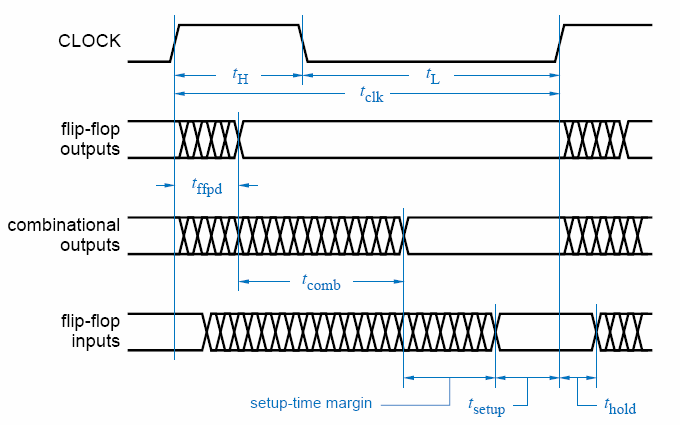 CLOCK
tH
tL
tclk
flip-flop
outputs
tffpd
combinational
outputs
tcomb
flip-flop
inputs
setup-time margin
tsetup
thold